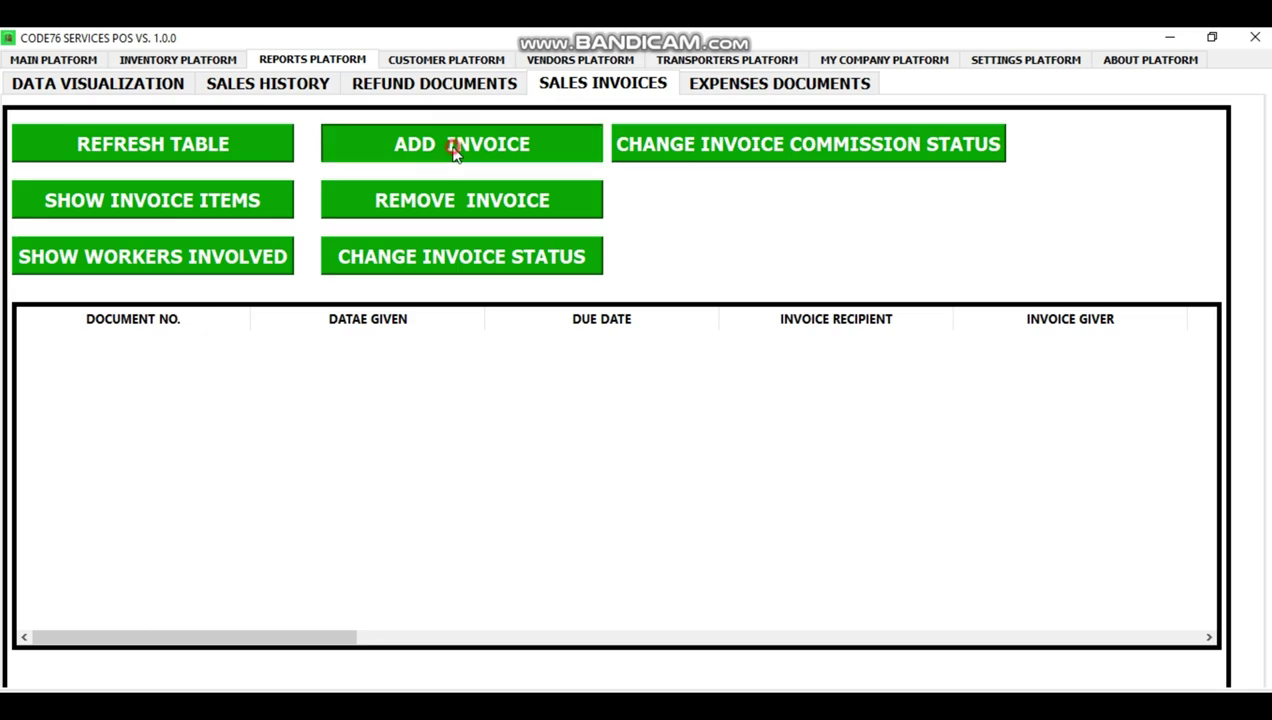 CODE76 SERVICES POS VS. 1.0.0
www.BANDICAM.com
MAIN PLATFORM INVENTORY PLATFORM REPORTS PLATFORM CUSTOMER PLATFORM VENDORS PLATFORM TRANSPORTERS PLATFORM MY COMPANY PLATFORM SETTINGS PLATFORM ABOUT PLATFORM
DATA VISUALIZATION SALES HISTORY REFUND DOCUMENTS SALES INVOICES EXPENSES DOCUMENTS
REFRESH TABLE ADD INVOICE CHANGE INVOICE COMMISSION STATUS
SHOW INVOICE ITEMS REMOVE INVOICE
SHOW WORKERS INVOLVED CHANGE INVOICE STATUS
DOCUMENT NO. DATAE GIVEN DUE DATE INVOICE RECIPIENT INVOICE GIVER